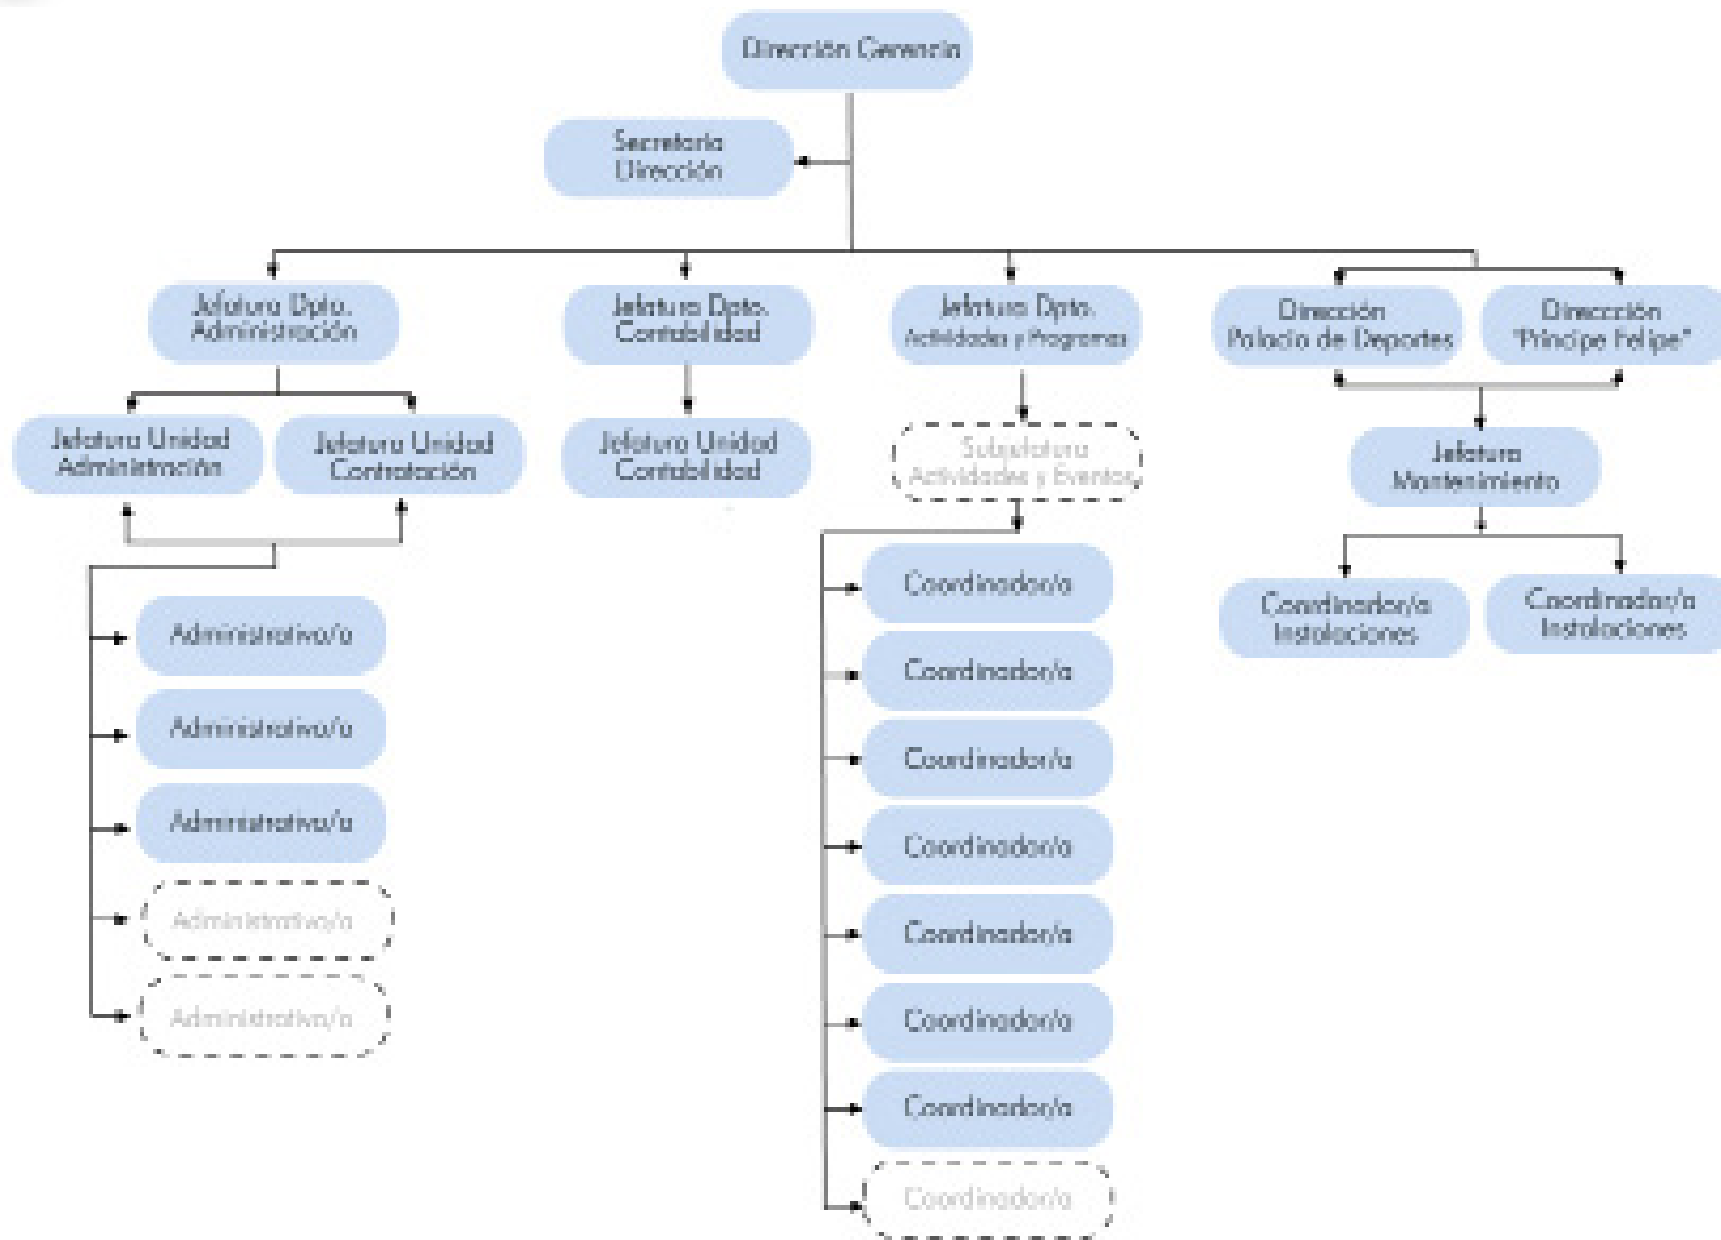 Dirección Gerencia
Secretaría
Dirección
Jefatura Dpto.
Administración
Jefatura Dpto.
Contabilidad
Jefatura Dpto.
Actividades y Programas
Dirección
Palacio de Deportes
Direccción
"Príncipe Felipe"
Jefatura Unidad
Administración
Jefatura Unidad
Contratación
Jefatura Unidad
Contabilidad
Subjefatura
Actividades y Eventos
Jefatura
Mantenimiento
Administrativo/a
Administrativo/a
Administrativo/a
Administrativo/a
Administrativo/a
Coordinador/a
Coordinador/a
Coordinador/a
Coordinador/a
Coordinador/a
Coordinador/a
Coordinador/a
Coordinador/a
Coordinador/a
Instalaciones
Coordinador/a
Instalaciones